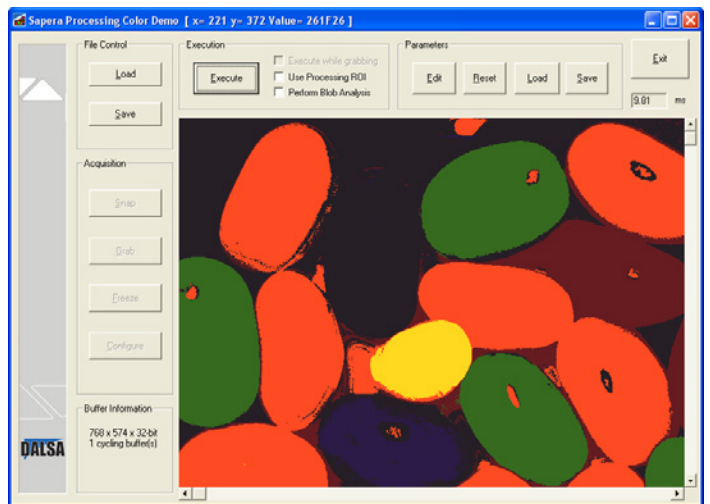 Sapera Processing Color Demo [ x= 221 y= 372 Value= 261F26 ]
File Control
Load
Save
Execution
Execute
Execute while grabbing
Use Processing ROI
Perform Blob Analysis
Parameters
Edit
Reset
Load
Save
Exit
9.81 ms
Acquisition
Snap
Grab
Freeze
Configure
Buffer Information
768 x 574 x 32-bit
1 cycling buffer(s)
DALSA